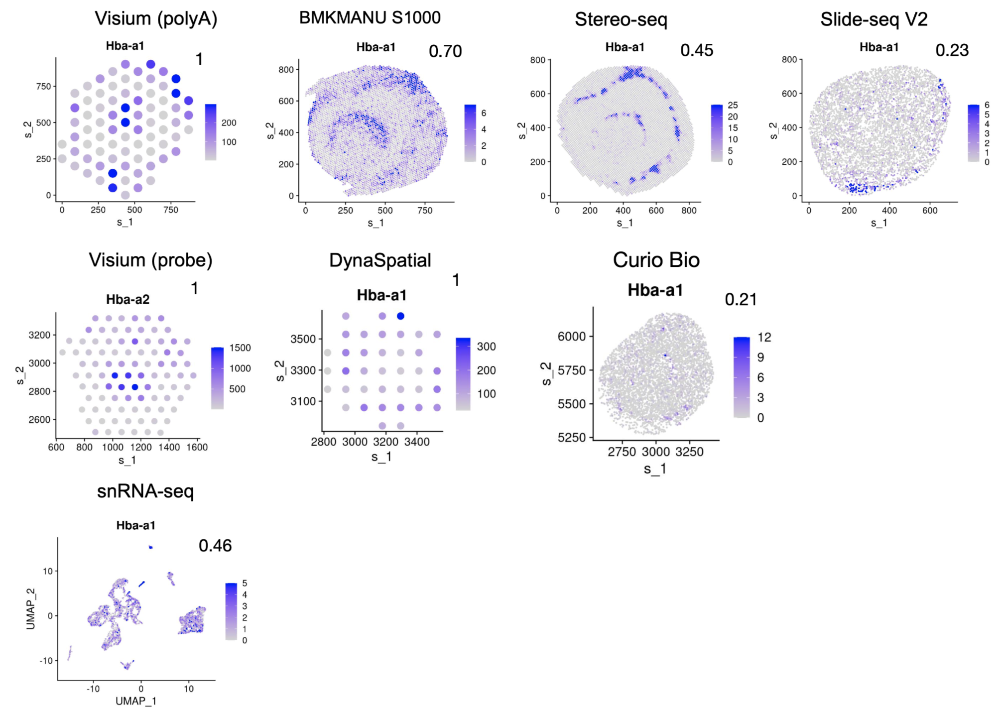 Visium (polyA)
Hba-a1
1
750
500
250
0
s_2
0 250 500 750
s_1
200
100
BMKMANU S1000
Hba-a1
0.70
800
600
400
200
0
s_2
0 250 500 750
s_1
6
4
2
0
Stereo-seq
Hba-a1
0.45
800
600
400
200
0
s_2
0 200 400 600 800
s_1
25
20
15
10
5
0
Slide-seq V2
Hba-a1
0.23
800
600
400
200
0
s_2
0 200 400 600
s_1
6
5
4
3
2
1
0
Visium (probe)
1
Hba-a2
3200
3000
2800
2600
s_2
600 800 1000 1200 1400 1600
s_1
1500
1000
500
DynaSpatial
1
Hba-a1
3500
3300
3100
s_2
2800 3000 3200 3400
s_1
300
200
100
Curio Bio
Hba-a1
0.21
6000
5750
5500
5250
s_2
2750 3000 3250
s_1
12
9
6
3
0
snRNA-seq
Hba-a1
0.46
10
0
-10
UMAP_2
-10 0 10
UMAP_1
5
4
3
2
1
0